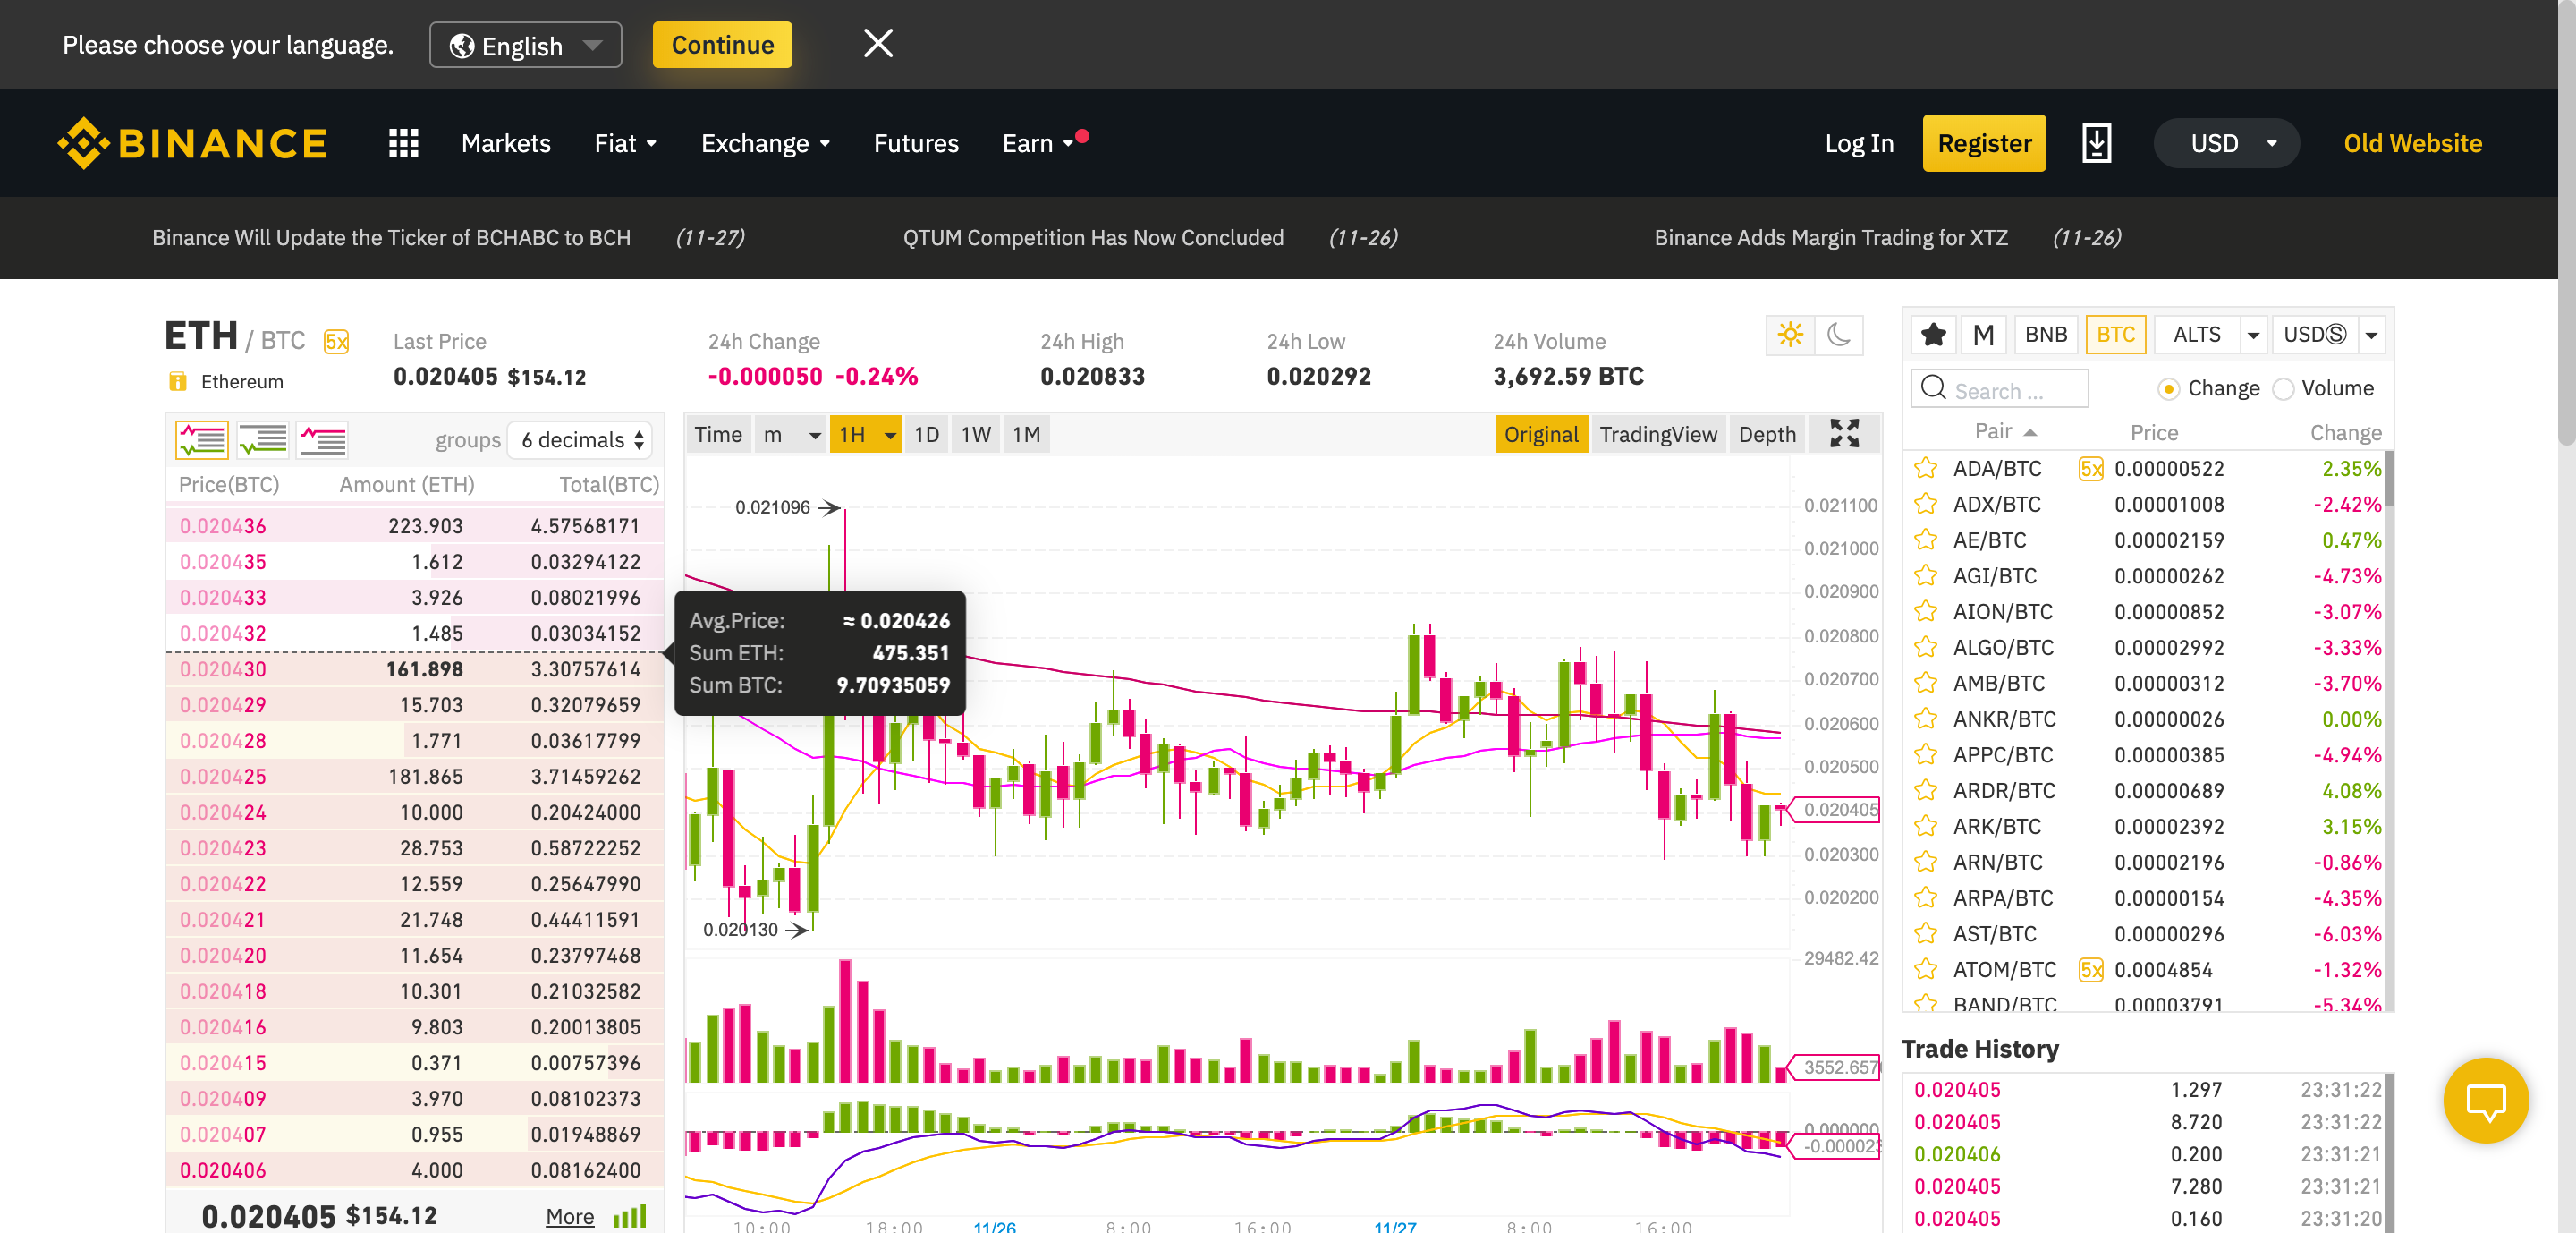 Please choose your language. English Continue
BINANCE Markets Fiat Exchange Futures Earn Log In Register USD Old Website
Binance Will Update the Ticker of BCHABC to BCH (11-27) QTUM Competition Has Now Concluded (11-26) Binance Adds Margin Trading for XTZ (11-26)
ETH / BTC 5x
Ethereum
Last Price
0.020405 $154.12
24h Change
-0.000050 -0.24%
24h High
0.020833
24h Low
0.020292
24h Volume
3,692.59 BTC
groups 6 decimals
Price(BTC) Amount (ETH) Total(BTC)
0.020436 223.903 4.57568171
0.020435 1.612 0.03294122
0.020433 3.926 0.08021996
0.020432 1.485 0.03034152
0.020430 161.898 3.30757614
0.020429 15.703 0.32079659
0.020428 1.771 0.03617799
0.020425 181.865 3.71459262
0.020424 10.000 0.20424000
0.020423 28.753 0.58722252
0.020422 12.559 0.25647990
0.020421 21.748 0.44411591
0.020420 11.654 0.23797468
0.020418 10.301 0.21032582
0.020416 9.803 0.20013805
0.020415 0.371 0.00757396
0.020409 3.970 0.08102373
0.020407 0.955 0.01948869
0.020406 4.000 0.08162400
0.020405 $154.12 More
Time m 1H 1D 1W 1M Original TradingView Depth
0.021096
Avg.Price: ≈ 0.020426
Sum ETH: 475.351
Sum BTC: 9.70935059
0.020130
0.021100
0.021000
0.020900
0.020800
0.020700
0.020600
0.020500
0.020405
0.020300
0.020200
29482.42
3552.657
0.000000
-0.000023
10:00 18:00 11/26 8:00 16:00 11/27 8:00 16:00
M BNB BTC ALTS USDⓈ
Search ... Change Volume
Pair Price Change
ADA/BTC 5x 0.00000522 2.35%
ADX/BTC 0.00001008 -2.42%
AE/BTC 0.00002159 0.47%
AGI/BTC 0.00000262 -4.73%
AION/BTC 0.00000852 -3.07%
ALGO/BTC 0.00002992 -3.33%
AMB/BTC 0.00000312 -3.70%
ANKR/BTC 0.00000026 0.00%
APPC/BTC 0.00000385 -4.94%
ARDR/BTC 0.00000689 4.08%
ARK/BTC 0.00002392 3.15%
ARN/BTC 0.00002196 -0.86%
ARPA/BTC 0.00000154 -4.35%
AST/BTC 0.00000296 -6.03%
ATOM/BTC 5x 0.0004854 -1.32%
BAND/BTC 0.00003791 -5.34%
Trade History
0.020405 1.297 23:31:22
0.020405 8.720 23:31:22
0.020406 0.200 23:31:21
0.020405 7.280 23:31:21
0.020405 0.160 23:31:20